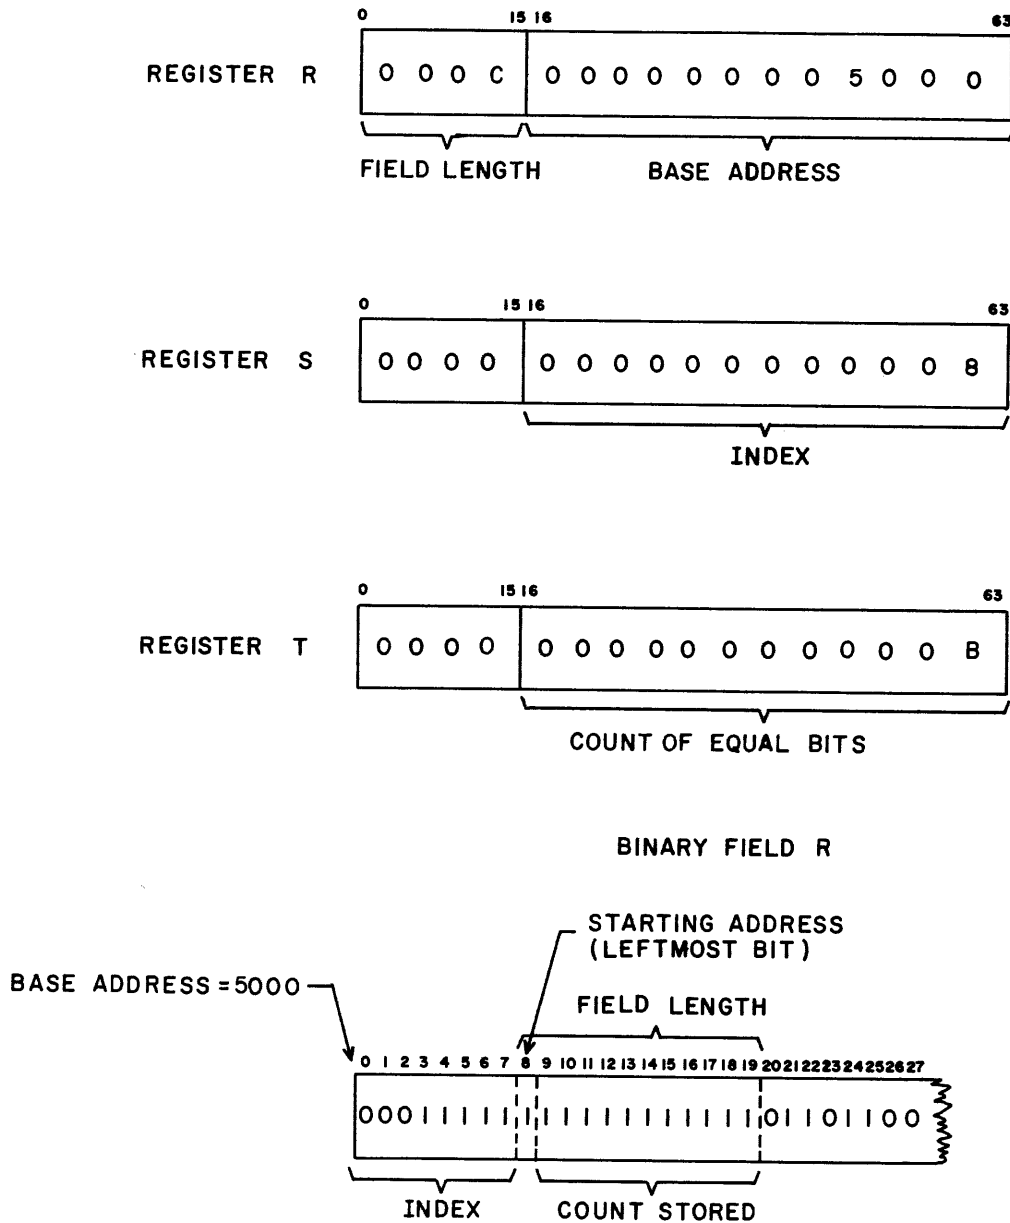 0 15 16 63
REGISTER R 0 0 0 C 0 0 0 0 0 0 0 0 5 0 0 0
FIELD LENGTH BASE ADDRESS
0 15 16 63
REGISTER S 0 0 0 0 0 0 0 0 0 0 0 0 0 0 0 8
INDEX
0 15 16 63
REGISTER T 0 0 0 0 0 0 0 0 0 0 0 0 0 0 0 B
COUNT OF EQUAL BITS
BINARY FIELD R
STARTING ADDRESS
(LEFTMOST BIT)
BASE ADDRESS = 5000
FIELD LENGTH
0 1 2 3 4 5 6 7 8 9 10 11 12 13 14 15 16 17 18 19 20 21 22 23 24 25 26 27
0 0 0 1 1 1 1 1 1 1 1 1 1 1 1 1 1 1 1 1 0 1 1 0 1 1 0 0
INDEX COUNT STORED